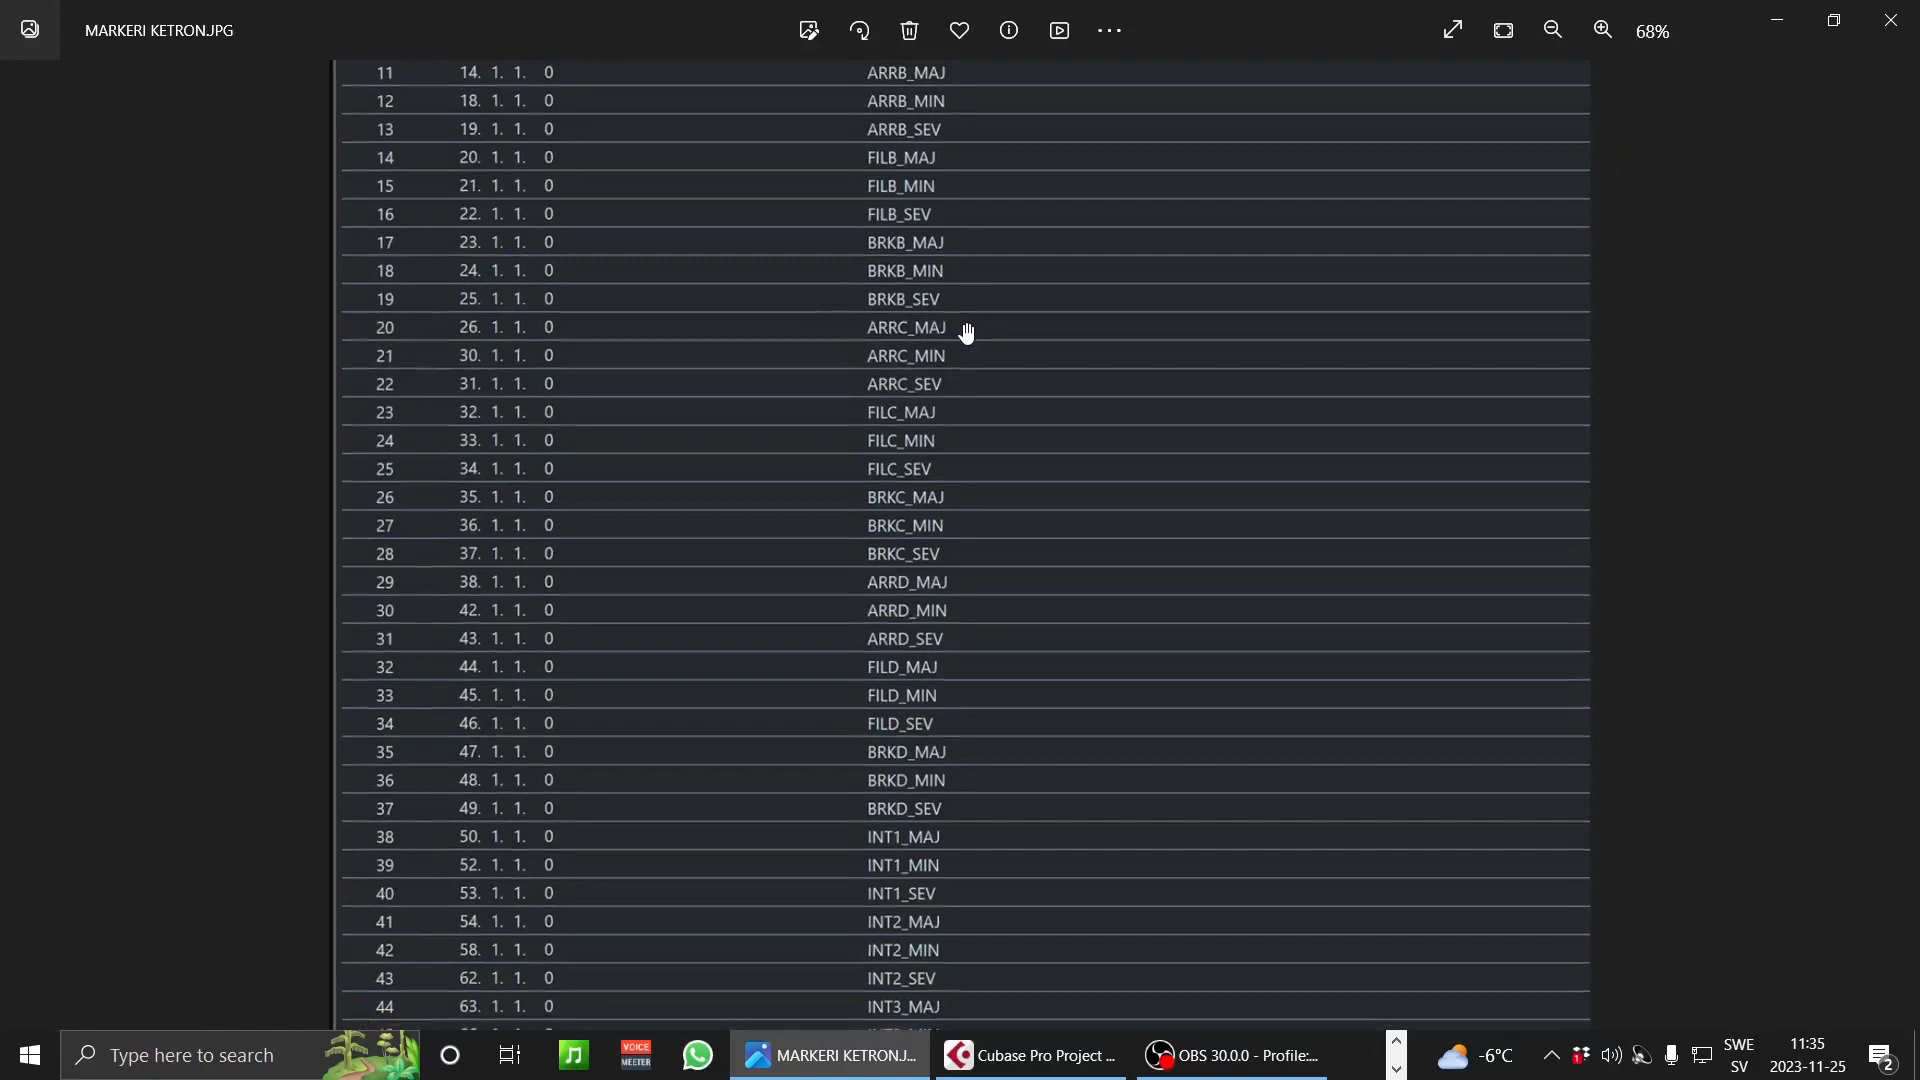 MARKERI KETRON.JPG
68%
11 14. 1. 1. 0 ARRB_MAJ
12 18. 1. 1. 0 ARRB_MIN
13 19. 1. 1. 0 ARRB_SEV
14 20. 1. 1. 0 FILB_MAJ
15 21. 1. 1. 0 FILB_MIN
16 22. 1. 1. 0 FILB_SEV
17 23. 1. 1. 0 BRKB_MAJ
18 24. 1. 1. 0 BRKB_MIN
19 25. 1. 1. 0 BRKB_SEV
20 26. 1. 1. 0 ARRC_MAJ
21 30. 1. 1. 0 ARRC_MIN
22 31. 1. 1. 0 ARRC_SEV
23 32. 1. 1. 0 FILC_MAJ
24 33. 1. 1. 0 FILC_MIN
25 34. 1. 1. 0 FILC_SEV
26 35. 1. 1. 0 BRKC_MAJ
27 36. 1. 1. 0 BRKC_MIN
28 37. 1. 1. 0 BRKC_SEV
29 38. 1. 1. 0 ARRD_MAJ
30 42. 1. 1. 0 ARRD_MIN
31 43. 1. 1. 0 ARRD_SEV
32 44. 1. 1. 0 FILD_MAJ
33 45. 1. 1. 0 FILD_MIN
34 46. 1. 1. 0 FILD_SEV
35 47. 1. 1. 0 BRKD_MAJ
36 48. 1. 1. 0 BRKD_MIN
37 49. 1. 1. 0 BRKD_SEV
38 50. 1. 1. 0 INT1_MAJ
39 52. 1. 1. 0 INT1_MIN
40 53. 1. 1. 0 INT1_SEV
41 54. 1. 1. 0 INT2_MAJ
42 58. 1. 1. 0 INT2_MIN
43 62. 1. 1. 0 INT2_SEV
44 63. 1. 1. 0 INT3_MAJ
Type here to search
VOICE
MEETER
MARKERI KETRON.J...
Cubase Pro Project ...
OBS 30.0.0 - Profile:...
-6°C
1
SWE
SV
11:35
2023-11-25
2